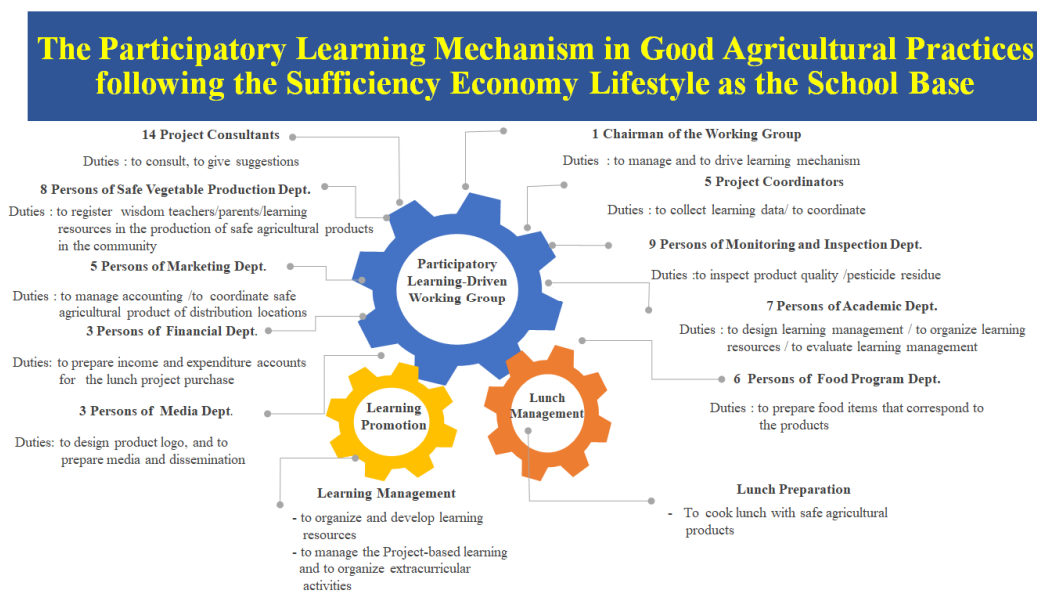 The Participatory Learning Mechanism in Good Agricultural Practices
following the Sufficiency Economy Lifestyle as the School Base
14 Project Consultants
Duties : to consult, to give suggestions
8 Persons of Safe Vegetable Production Dept.
Duties : to register wisdom teachers/parents/learning
resources in the production of safe agricultural products
in the community
5 Persons of Marketing Dept.
Duties : to manage accounting /to coordinate safe
agricultural product of distribution locations
3 Persons of Financial Dept.
Duties: to prepare income and expenditure accounts
for the lunch project purchase
3 Persons of Media Dept.
Duties: to design product logo, and to
prepare media and dissemination
1 Chairman of the Working Group
Duties : to manage and to drive learning mechanism
5 Project Coordinators
Duties : to collect learning data/ to coordinate
9 Persons of Monitoring and Inspection Dept.
Duties :to inspect product quality /pesticide residue
7 Persons of Academic Dept.
Duties : to design learning management / to organize learning
resources / to evaluate learning management
6 Persons of Food Program Dept.
Duties : to prepare food items that correspond to
the products
Participatory
Learning-Driven
Working Group
Learning
Promotion
Lunch
Management
Learning Management
- to organize and develop learning
resources
- to manage the Project-based learning
and to organize extracurricular
activities
Lunch Preparation
- To cook lunch with safe agricultural
products